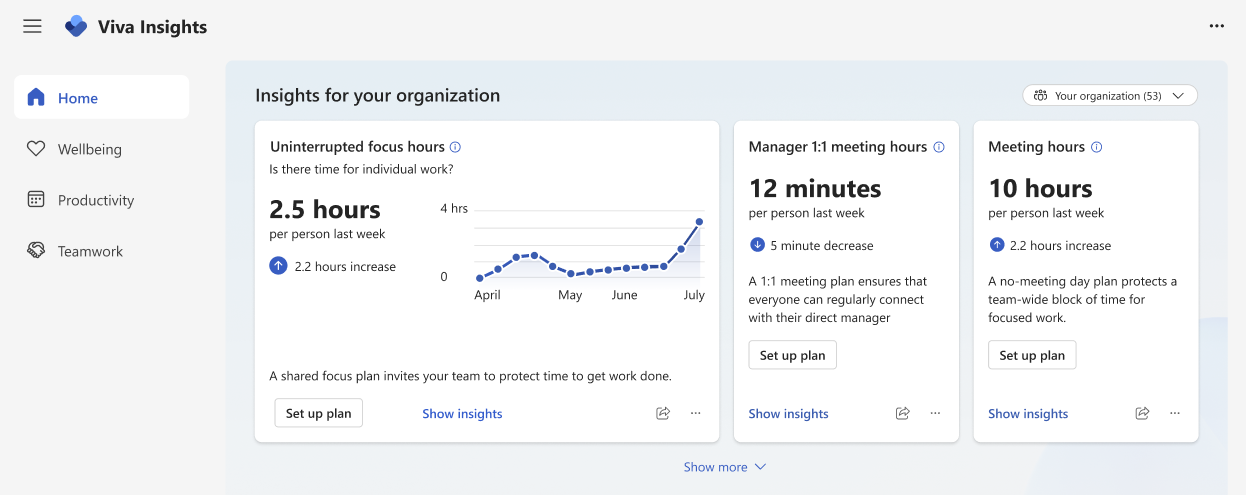 Viva Insights
Home
Wellbeing
Productivity
Teamwork
Insights for your organization
Your organization (53)
Uninterrupted focus hours
Is there time for individual work?
2.5 hours
per person last week
2.2 hours increase
4 hrs
0
April May June July
A shared focus plan invites your team to protect time to get work done.
Set up plan
Show insights
Manager 1:1 meeting hours
12 minutes
per person last week
5 minute decrease
A 1:1 meeting plan ensures that
everyone can regularly connect
with their direct manager
Set up plan
Show insights
Meeting hours
10 hours
per person last week
2.2 hours increase
A no-meeting day plan protects a
team-wide block of time for
focused work.
Set up plan
Show insights
Show more